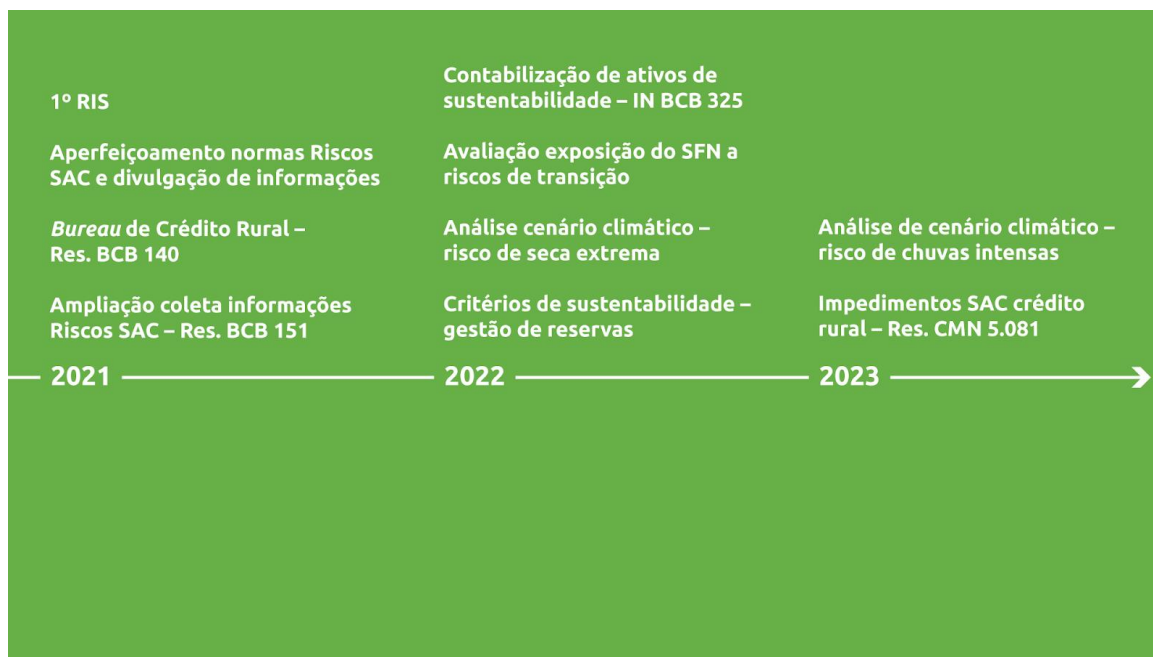 1º RIS
Aperfeiçoamento normas Riscos
SAC e divulgação de informações
Bureau de Crédito Rural –
Res. BCB 140
Ampliação coleta informações
Riscos SAC – Res. BCB 151
2021
Contabilização de ativos de
sustentabilidade – IN BCB 325
Avaliação exposição do SFN a
riscos de transição
Análise cenário climático –
risco de seca extrema
Critérios de sustentabilidade –
gestão de reservas
2022
Análise de cenário climático –
risco de chuvas intensas
Impedimentos SAC crédito
rural – Res. CMN 5.081
2023